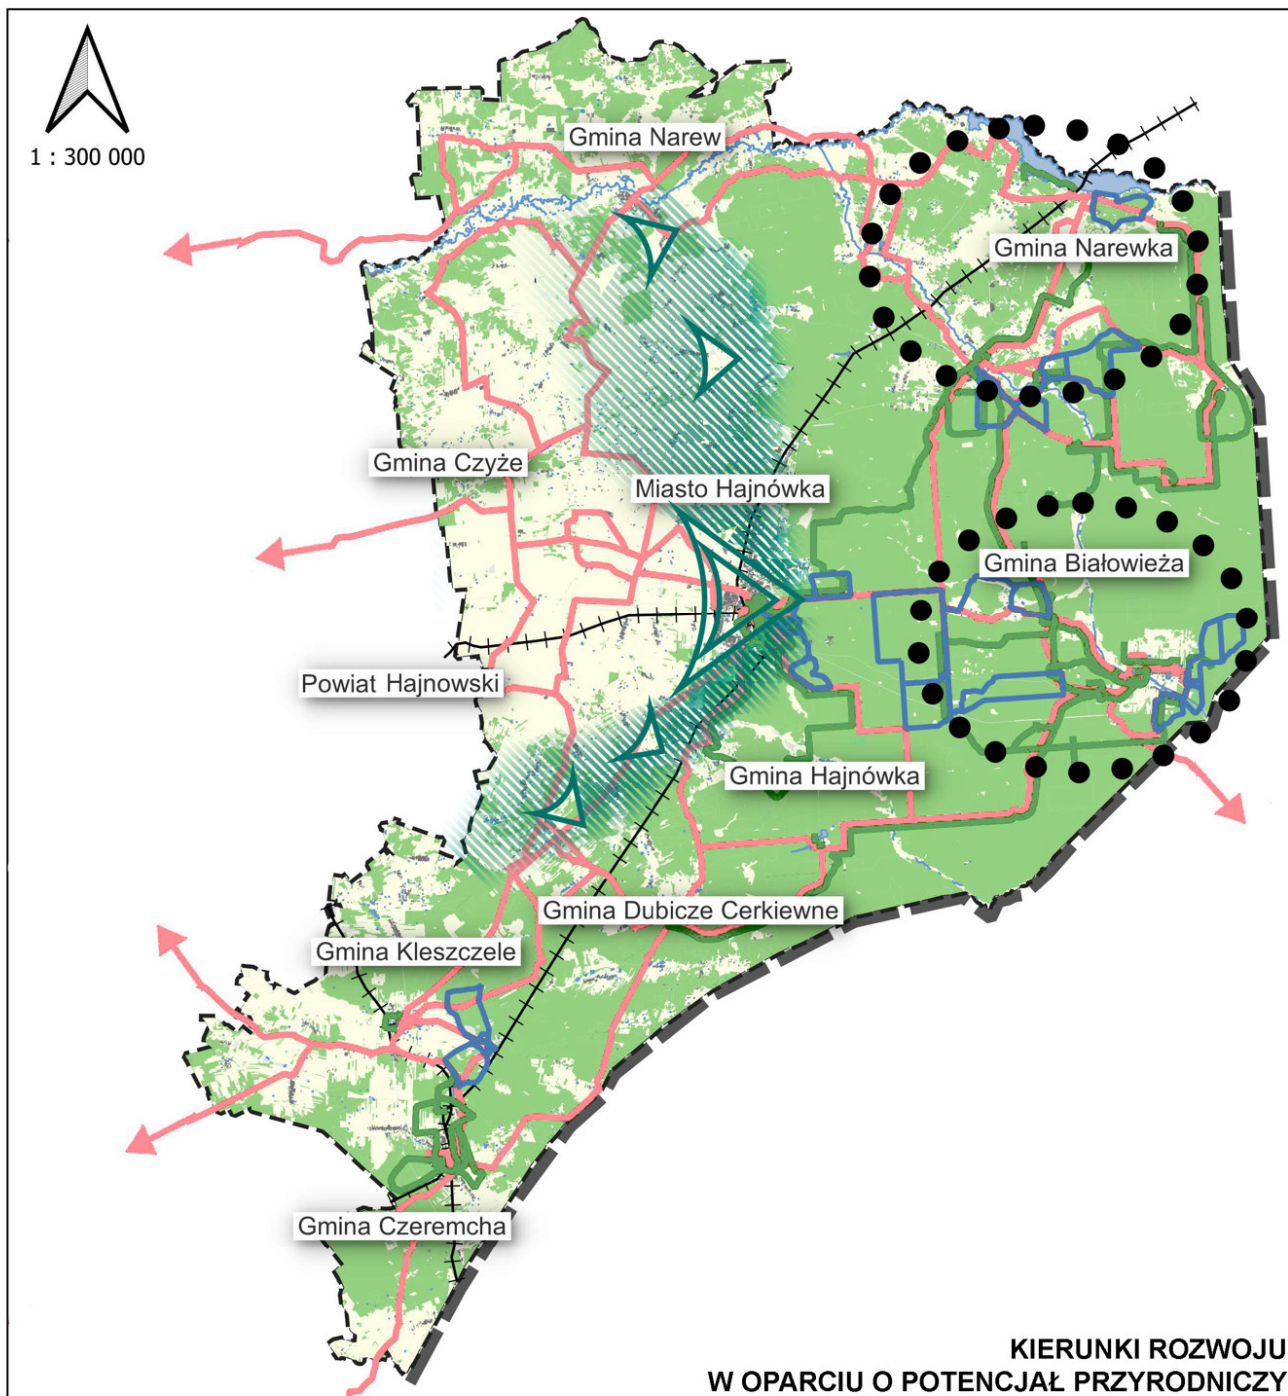 1 : 300 000
Gmina Narew
Gmina Narewka
Gmina Czyże
Miasto Hajnówka
Gmina Białowieża
Powiat Hajnowski
Gmina Hajnówka
Gmina Dubicze Cerkiewne
Gmina Kleszczele
Gmina Czeremcha
KIERUNKI ROZWOJU
W OPARCIU O POTENCJAŁ PRZYRODNICZY